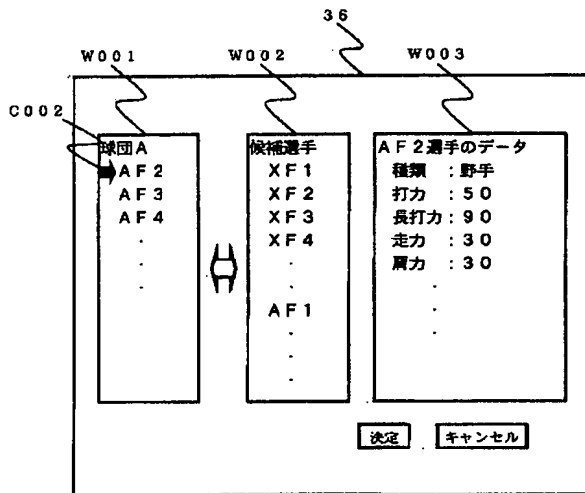 36
W001
W002
W003
C002
球団A
AF2
AF3
AF4
候補選手
XF1
XF2
XF3
XF4
AF1
AF2選手のデータ
種類 :野手
打力 :50
長打力:90
走力 :30
肩力 :30
決定
キャンセル